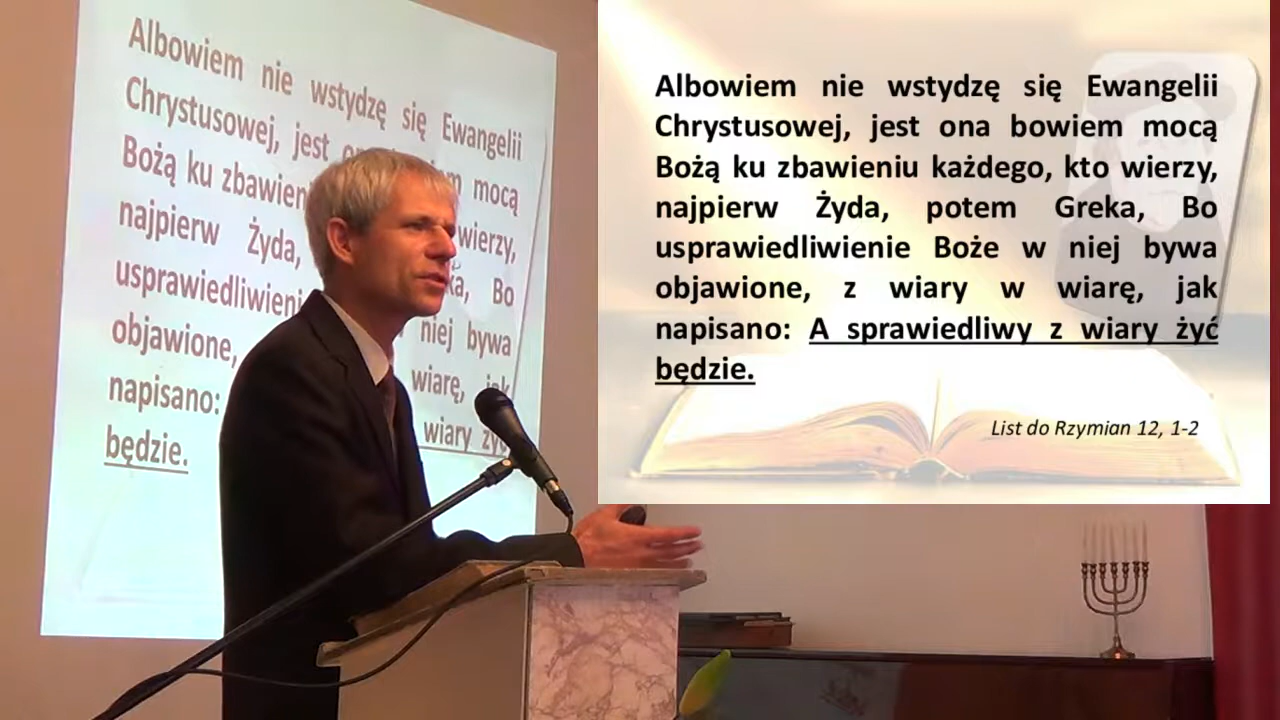 Albowiem nie wstydzę się Ewangelii
Chrystusowej, jest
mocą
Bożą ku
wierzy,
najpierw Żyda,
Bo
objawione,
niej bywa
napisano:
wiarę,
będzie.
wiary
Albowiem nie wstydzę się Ewangelii
Chrystusowej, jest ona bowiem mocą
Bożą ku zbawieniu każdego, kto wierzy,
najpierw Żyda, potem Greka, Bo
usprawiedliwienie Boże w niej bywa
objawione, z wiary w wiarę, jak
napisano: A sprawiedliwy z wiary żyć
będzie.
List do Rzymian 12, 1-2